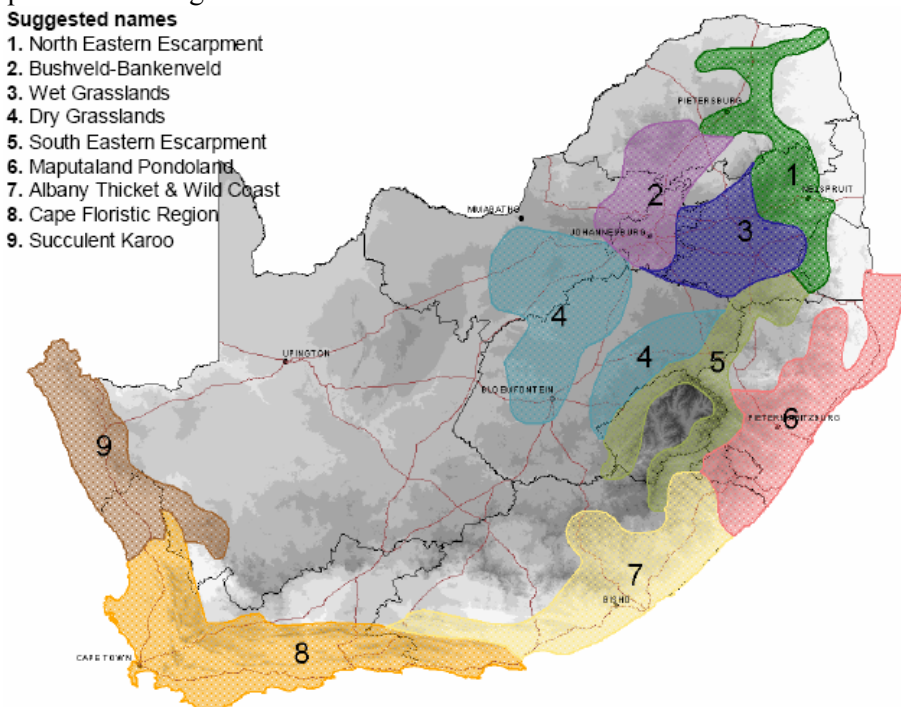 Suggested names
1. North Eastern Escarpment
2. Bushveld-Bankenveld
3. Wet Grasslands
4. Dry Grasslands
5. South Eastern Escarpment
6. Maputaland Pondoland
7. Albany Thicket & Wild Coast
8. Cape Floristic Region
9. Succulent Karoo
PIETERSBURG
1
NELSPRUIT
2
MMABATHO
JOHANNESBURG
3
4
UPINGTON
4
5
BLOEMFONTEIN
6
9
7
BISHO
8
CAPE TOWN